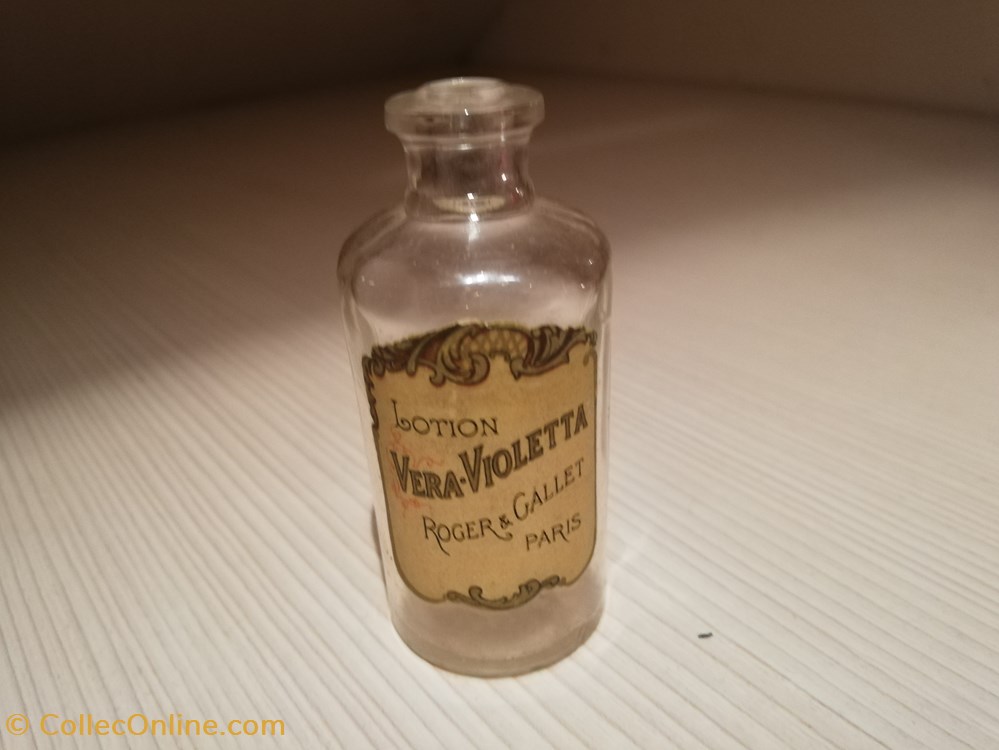 LOTION
VERA-VIOLETTA
ROGER & GALLET
PARIS
© CollecOnline.com